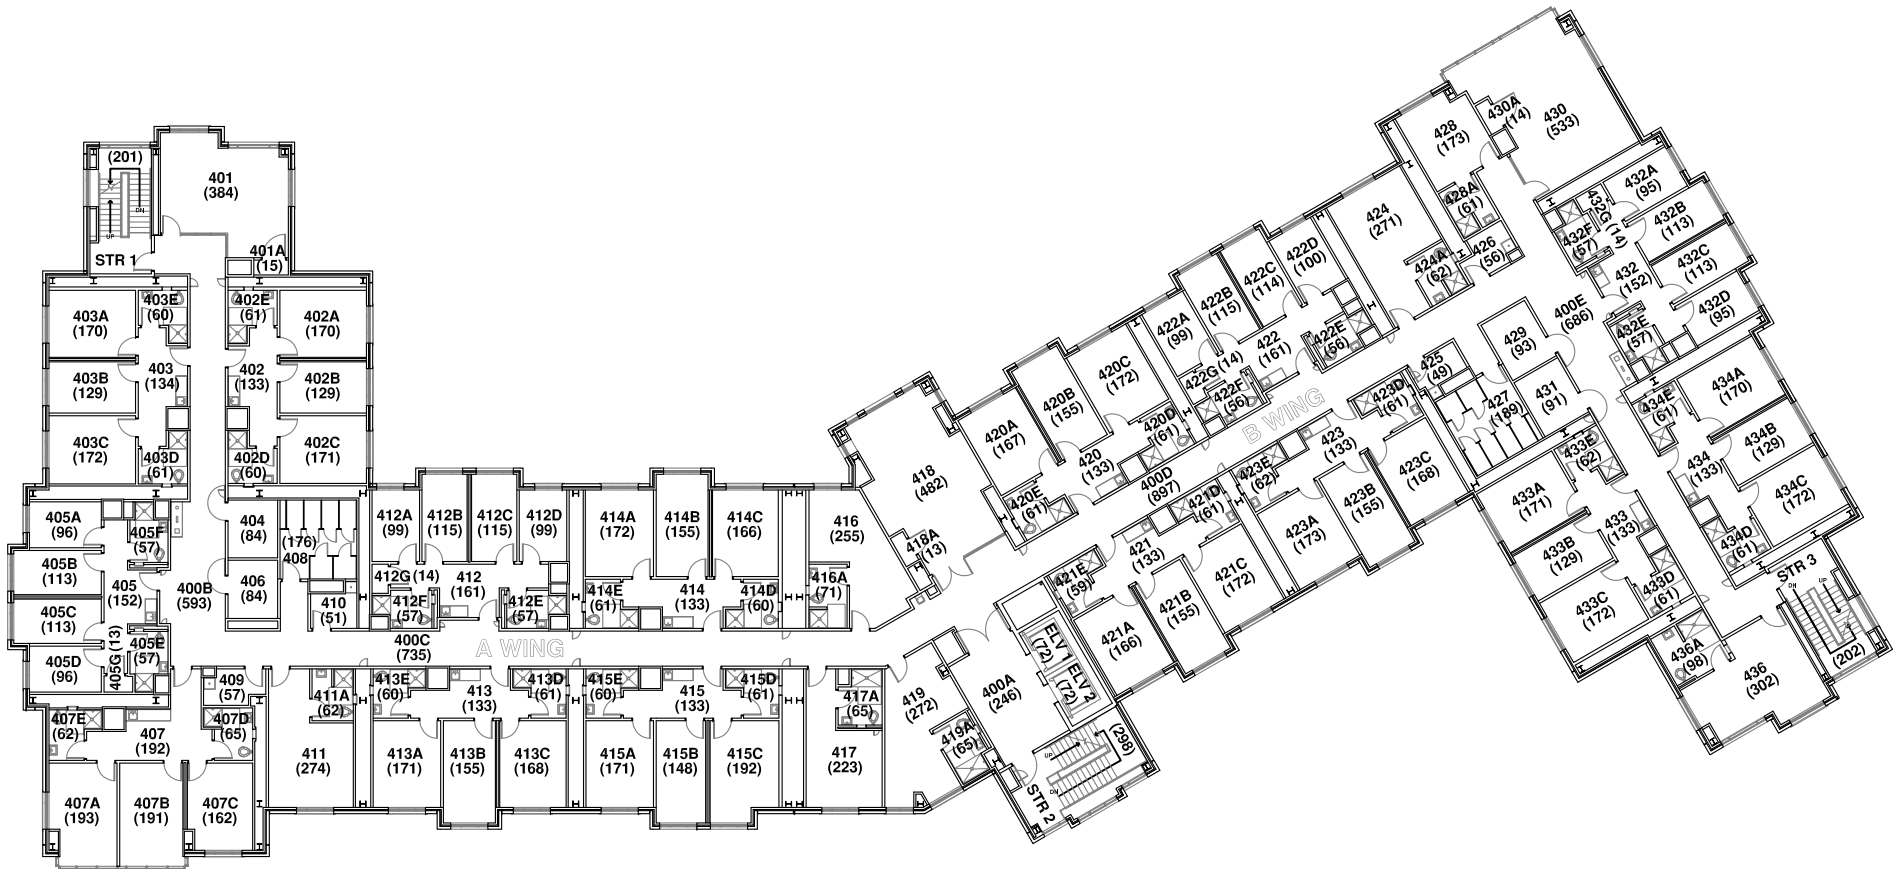 (201)
401
(384)
DN
UP
STR 1
401A
(15)
403A
(170)
403E
(60)
402E
(61)
402A
(170)
403B
(129)
403
(134)
402
(133)
402B
(129)
403C
(172)
403D
(61)
402D
(60)
402C
(171)
405A
(96)
405F
(57)
404
(84)
(176)
408
405B
(113)
405
(152)
400B
(593)
406
(84)
405C
(113)
405G (13)
405E
(57)
410
(51)
405D
(96)
409
(57)
407E
(62)
407
(192)
407D
(65)
407A
(193)
407B
(191)
407C
(162)
412A
(99)
412B
(115)
412C
(115)
412D
(99)
412G (14)
412
(161)
412F
(57)
412E
(57)
414A
(172)
414B
(155)
414C
(166)
414E
(61)
414
(133)
414D
(60)
416
(255)
416A
(71)
400C
(735)
A WING
411A
(62)
411
(274)
413E
(60)
413
(133)
413D
(61)
413A
(171)
413B
(155)
413C
(168)
415E
(60)
415
(133)
415D
(61)
415A
(171)
415B
(148)
415C
(192)
417A
(65)
417
(223)
418
(482)
418A
(13)
419
(272)
419A
(65)
400A
(246)
ELV 1
(72)
ELV 2
(72)
UP
DN
(298)
STR 2
420A
(167)
420B
(155)
420C
(172)
420E
(61)
420
(133)
420D
(61)
400D
(897)
B WING
421E
(59)
421
(133)
421D
(61)
421A
(166)
421B
(155)
421C
(172)
422A
(99)
422B
(115)
422C
(114)
422D
(100)
422G (14)
422
(161)
422F
(56)
422E
(56)
423E
(62)
423
(133)
423D
(61)
423A
(173)
423B
(155)
423C
(168)
424
(271)
424A
(62)
425
(49)
426
(56)
427
(189)
428
(173)
428A
(61)
429
(93)
431
(91)
430A
(14)
430
(533)
400E
(686)
432A
(95)
432B
(113)
432C
(113)
432D
(95)
432G (14)
432F
(57)
432
(152)
432E
(57)
434A
(170)
434E
(61)
434B
(129)
434
(133)
434C
(172)
434D
(61)
433E
(62)
433A
(171)
433
(133)
433B
(129)
433D
(61)
433C
(172)
436A
(98)
436
(302)
STR 3
DN
UP
(202)